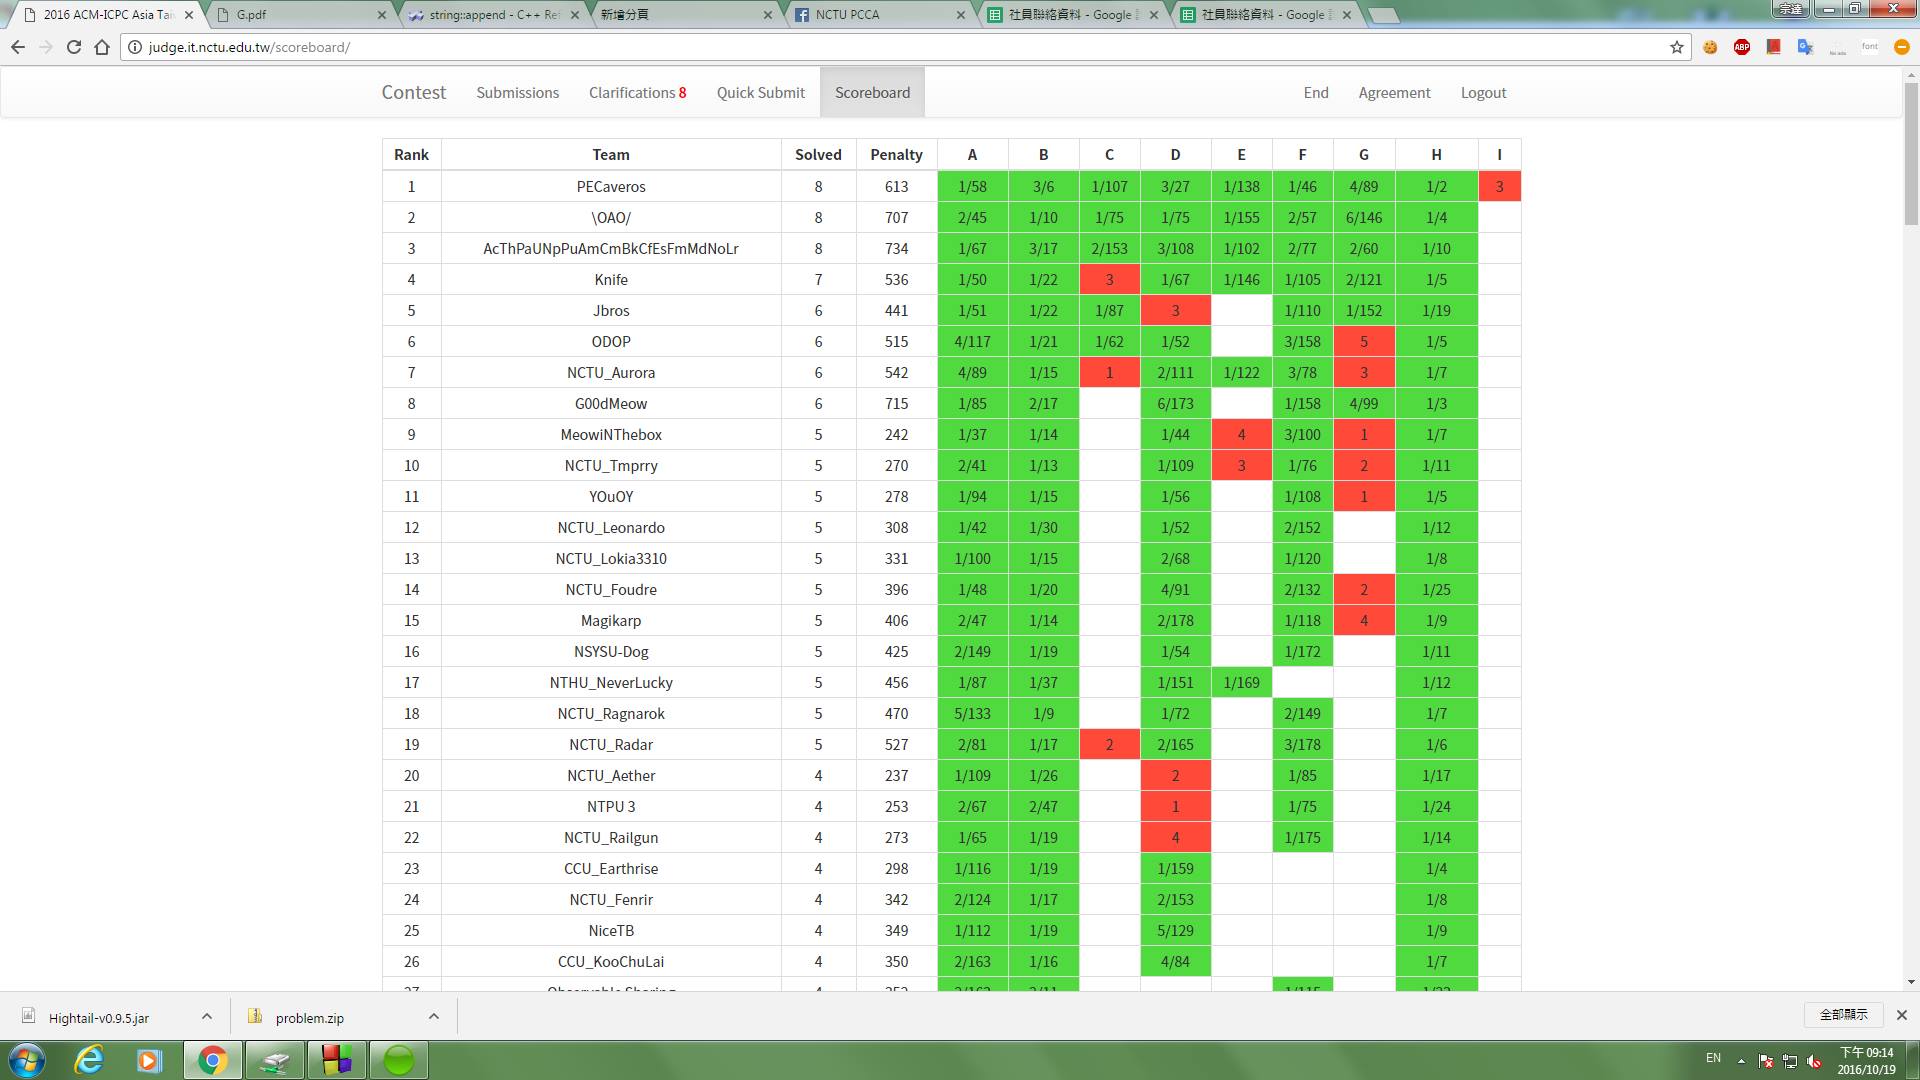 2016 ACM-ICPC Asia Tai
G.pdf
string::append - C++ Ref
新增分頁
NCTU PCCA
社員聯絡資料 - Google
社員聯絡資料 - Google
宗達
judge.it.nctu.edu.tw/scoreboard/
ABP
font
Contest Submissions Clarifications 8 Quick Submit Scoreboard End Agreement Logout
Rank Team Solved Penalty A B C D E F G H I
1 PECaveros 8 613 1/58 3/6 1/107 3/27 1/138 1/46 4/89 1/2 3
2 \OAO/ 8 707 2/45 1/10 1/75 1/75 1/155 2/57 6/146 1/4
3 AcThPaUNpPuAmCmBkCfEsFmMdNoLr 8 734 1/67 3/17 2/153 3/108 1/102 2/77 2/60 1/10
4 Knife 7 536 1/50 1/22 3 1/67 1/146 1/105 2/121 1/5
5 Jbros 6 441 1/51 1/22 1/87 3 1/110 1/152 1/19
6 ODOP 6 515 4/117 1/21 1/62 1/52 3/158 5 1/5
7 NCTU_Aurora 6 542 4/89 1/15 1 2/111 1/122 3/78 3 1/7
8 G00dMeow 6 715 1/85 2/17 6/173 1/158 4/99 1/3
9 MeowiNThebox 5 242 1/37 1/14 1/44 4 3/100 1 1/7
10 NCTU_Tmprry 5 270 2/41 1/13 1/109 3 1/76 2 1/11
11 YOuOY 5 278 1/94 1/15 1/56 1/108 1 1/5
12 NCTU_Leonardo 5 308 1/42 1/30 1/52 2/152 1/12
13 NCTU_Lokia3310 5 331 1/100 1/15 2/68 1/120 1/8
14 NCTU_Foudre 5 396 1/48 1/20 4/91 2/132 2 1/25
15 Magikarp 5 406 2/47 1/14 2/178 1/118 4 1/9
16 NSYSU-Dog 5 425 2/149 1/19 1/54 1/172 1/11
17 NTHU_NeverLucky 5 456 1/87 1/37 1/151 1/169 1/12
18 NCTU_Ragnarok 5 470 5/133 1/9 1/72 2/149 1/7
19 NCTU_Radar 5 527 2/81 1/17 2 2/165 3/178 1/6
20 NCTU_Aether 4 237 1/109 1/26 2 1/85 1/17
21 NTPU 3 4 253 2/67 2/47 1 1/75 1/24
22 NCTU_Railgun 4 273 1/65 1/19 4 1/175 1/14
23 CCU_Earthrise 4 298 1/116 1/19 1/159 1/4
24 NCTU_Fenrir 4 342 2/124 1/17 2/153 1/8
25 NiceTB 4 349 1/112 1/19 5/129 1/9
26 CCU_KooChuLai 4 350 2/163 1/16 4/84 1/7
Hightail-v0.9.5.jar
problem.zip
全部顯示
EN
下午 09:14
2016/10/19